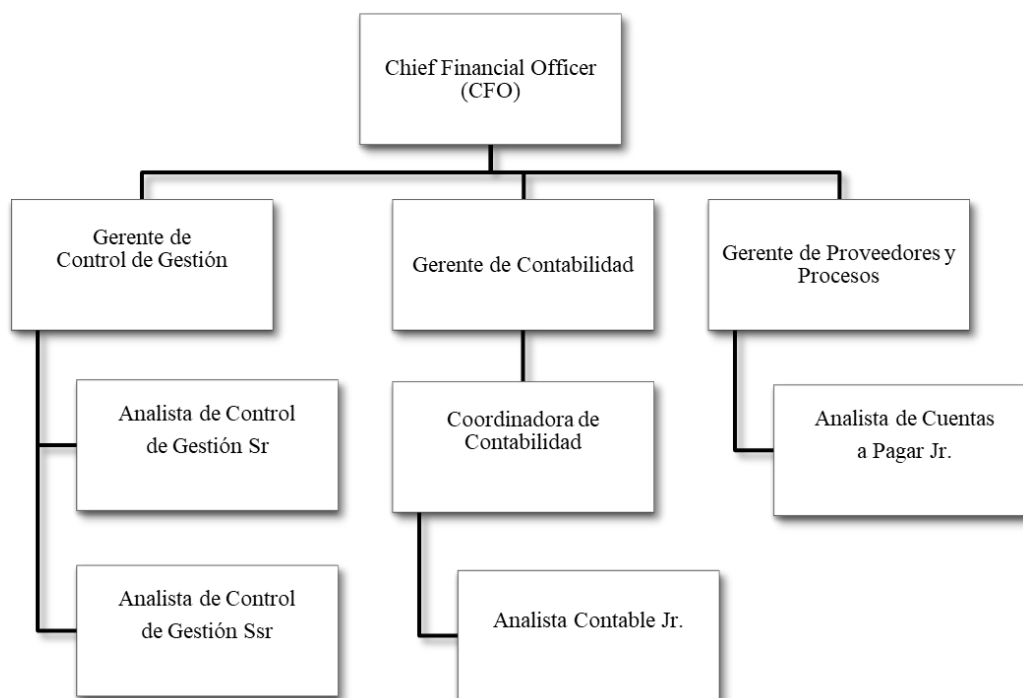 Chief Financial Officer
(CFO)
Gerente de
Control de Gestión
Gerente de Contabilidad
Gerente de Proveedores y
Procesos
Analista de Control
de Gestión Sr
Coordinadora de
Contabilidad
Analista de Cuentas
a Pagar Jr.
Analista de Control
de Gestión Ssr
Analista Contable Jr.